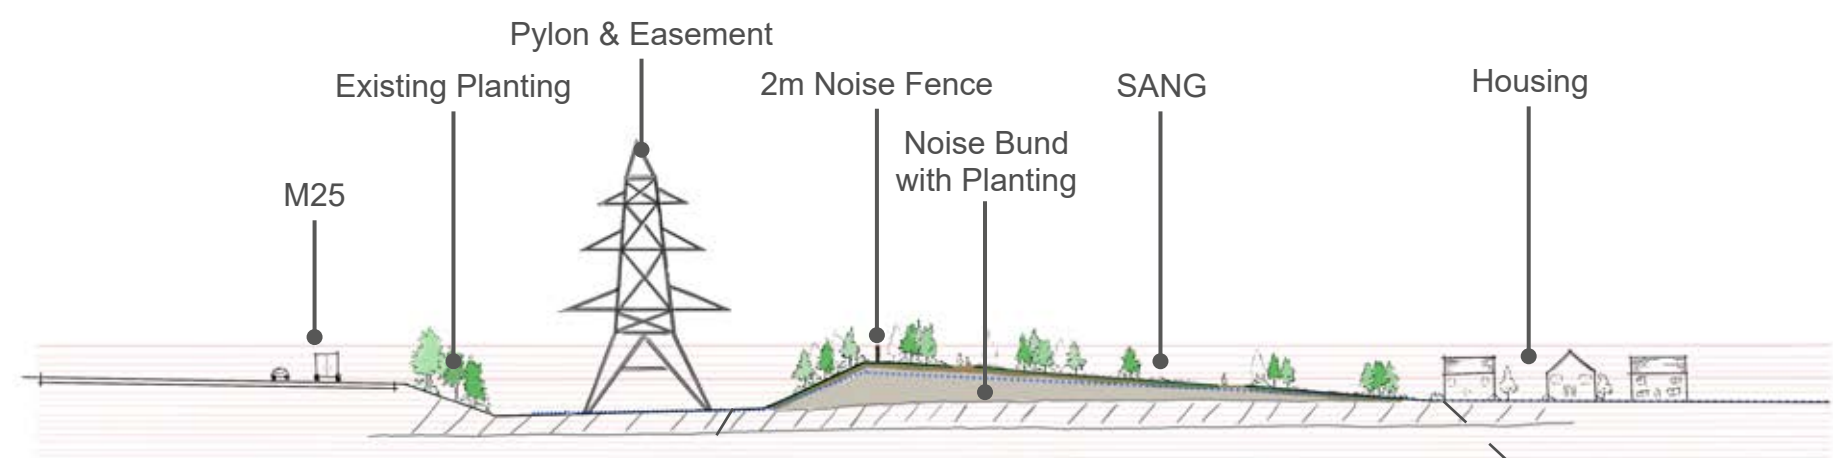 Pylon & Easement
Existing Planting
2m Noise Fence
SANG
Housing
Noise Bund
with Planting
M25